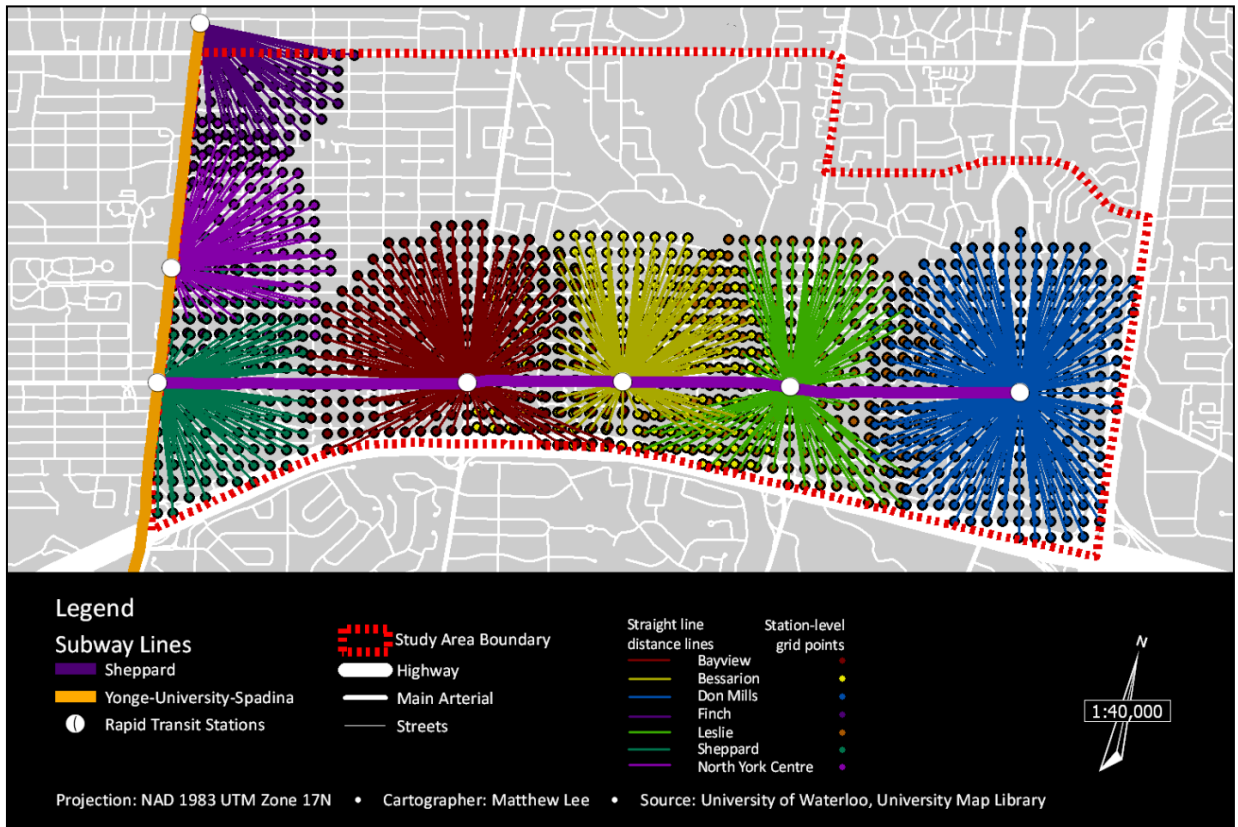 Legend
Subway Lines
Sheppard
Yonge-University-Spadina
Rapid Transit Stations
Study Area Boundary
Highway
Main Arterial
Streets
Straight line distance lines
Station-level grid points
Bayview
Bessarion
Don Mills
Finch
Leslie
Sheppard
North York Centre
N
1:40,000
Projection: NAD 1983 UTM Zone 17N • Cartographer: Matthew Lee • Source: University of Waterloo, University Map Library